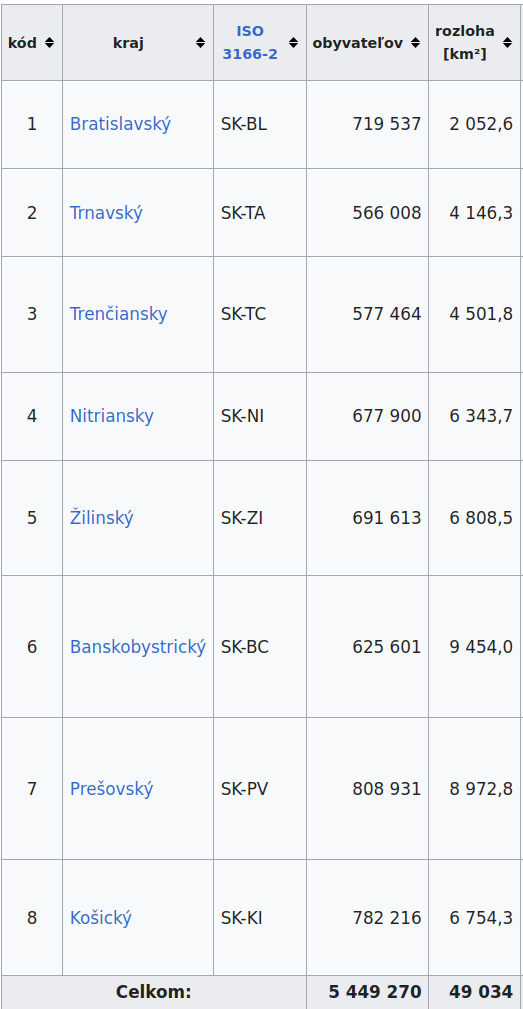 kód kraj ISO 3166-2 obyvateľov rozloha [km²]
1 Bratislavský SK-BL 719 537 2 052,6
2 Trnavský SK-TA 566 008 4 146,3
3 Trenčiansky SK-TC 577 464 4 501,8
4 Nitriansky SK-NI 677 900 6 343,7
5 Žilinský SK-ZI 691 613 6 808,5
6 Banskobystrický SK-BC 625 601 9 454,0
7 Prešovský SK-PV 808 931 8 972,8
8 Košický SK-KI 782 216 6 754,3
Celkom: 5 449 270 49 034